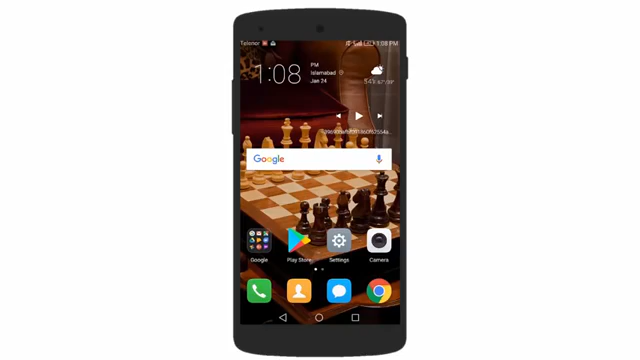 Telenor
1:08 PM
1:08
PM
Islamabad
Jan 24
Google
Google
Play Store
Settings
Camera